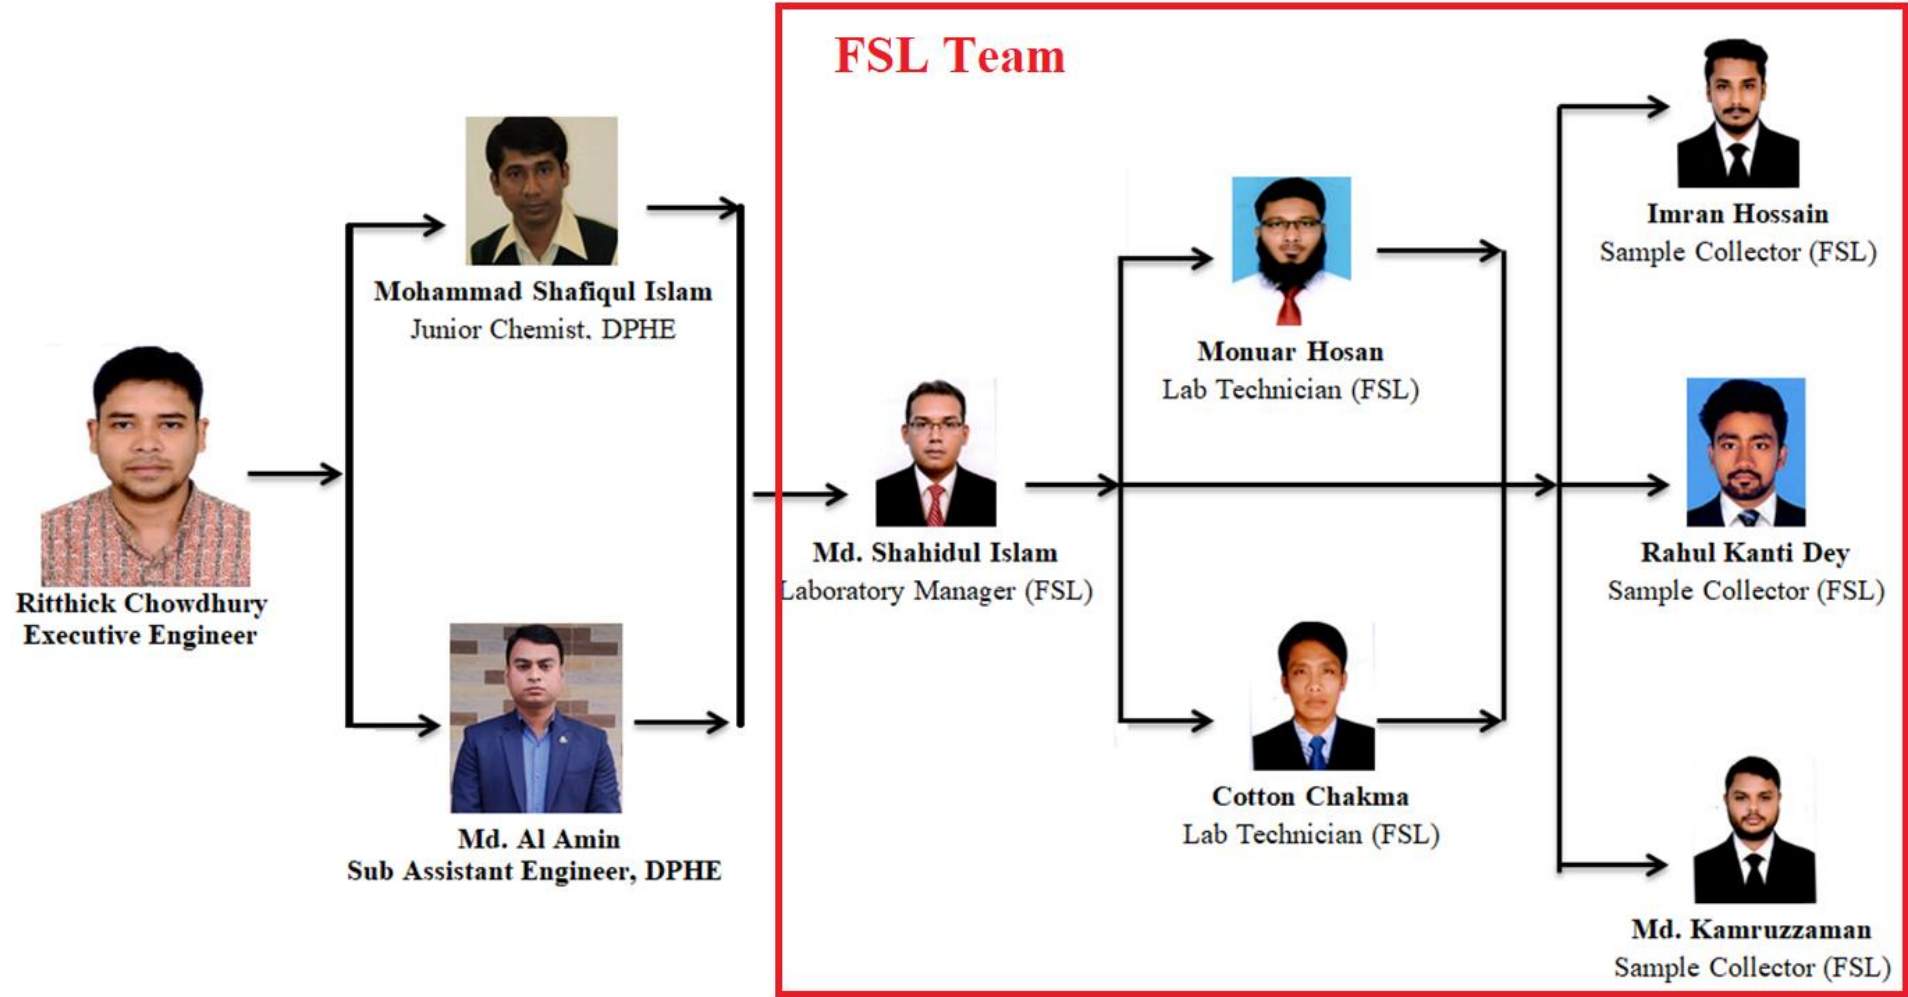 FSL Team
Ritthick Chowdhury
Executive Engineer
Mohammad Shafiqul Islam
Junior Chemist. DPHE
Md. Al Amin
Sub Assistant Engineer, DPHE
Md. Shahidul Islam
Laboratory Manager (FSL)
Monuar Hosan
Lab Technician (FSL)
Cotton Chakma
Lab Technician (FSL)
Imran Hossain
Sample Collector (FSL)
Rahul Kanti Dey
Sample Collector (FSL)
Md. Kamruzzaman
Sample Collector (FSL)